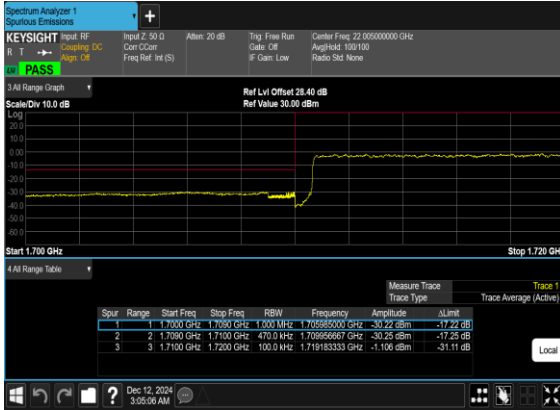 Spectrum Analyzer 1
Spurious Emissions
+
KEYSIGHT Input: RF Input Z: 50 Ω Atten: 20 dB Trig: Free Run Center Freq: 22.005000000 GHz
R T Coupling: DC Corr CCorr Gate: Off Avg|Hold: 100/100
Align: Off Freq Ref: Int (S) IF Gain: Low Radio Std: None
PASS
3 All Range Graph Ref Lvl Offset 28.40 dB
Scale/Div 10.0 dB Ref Value 30.00 dBm
Log
20.0
10.0
0.00
-10.0
-20.0
-30.0
-40.0
-50.0
-60.0
Start 1.700 GHz Stop 1.720 GH
4 All Range Table
Measure Trace Trace 1
Trace Type Trace Average (Active)
Spur Range Start Freq Stop Freq RBW Frequency Amplitude ΔLimit
1 1 1.7000 GHz 1.7090 GHz 1.000 MHz 1.705985000 GHz -30.22 dBm -17.22 dB
2 2 1.7090 GHz 1.7100 GHz 470.0 kHz 1.709956667 GHz -30.25 dBm -17.25 dB
3 3 1.7100 GHz 1.7200 GHz 100.0 kHz 1.719183333 GHz -1.106 dBm -31.11 dB
Local
? Dec 12, 2024
3:05:06 AM